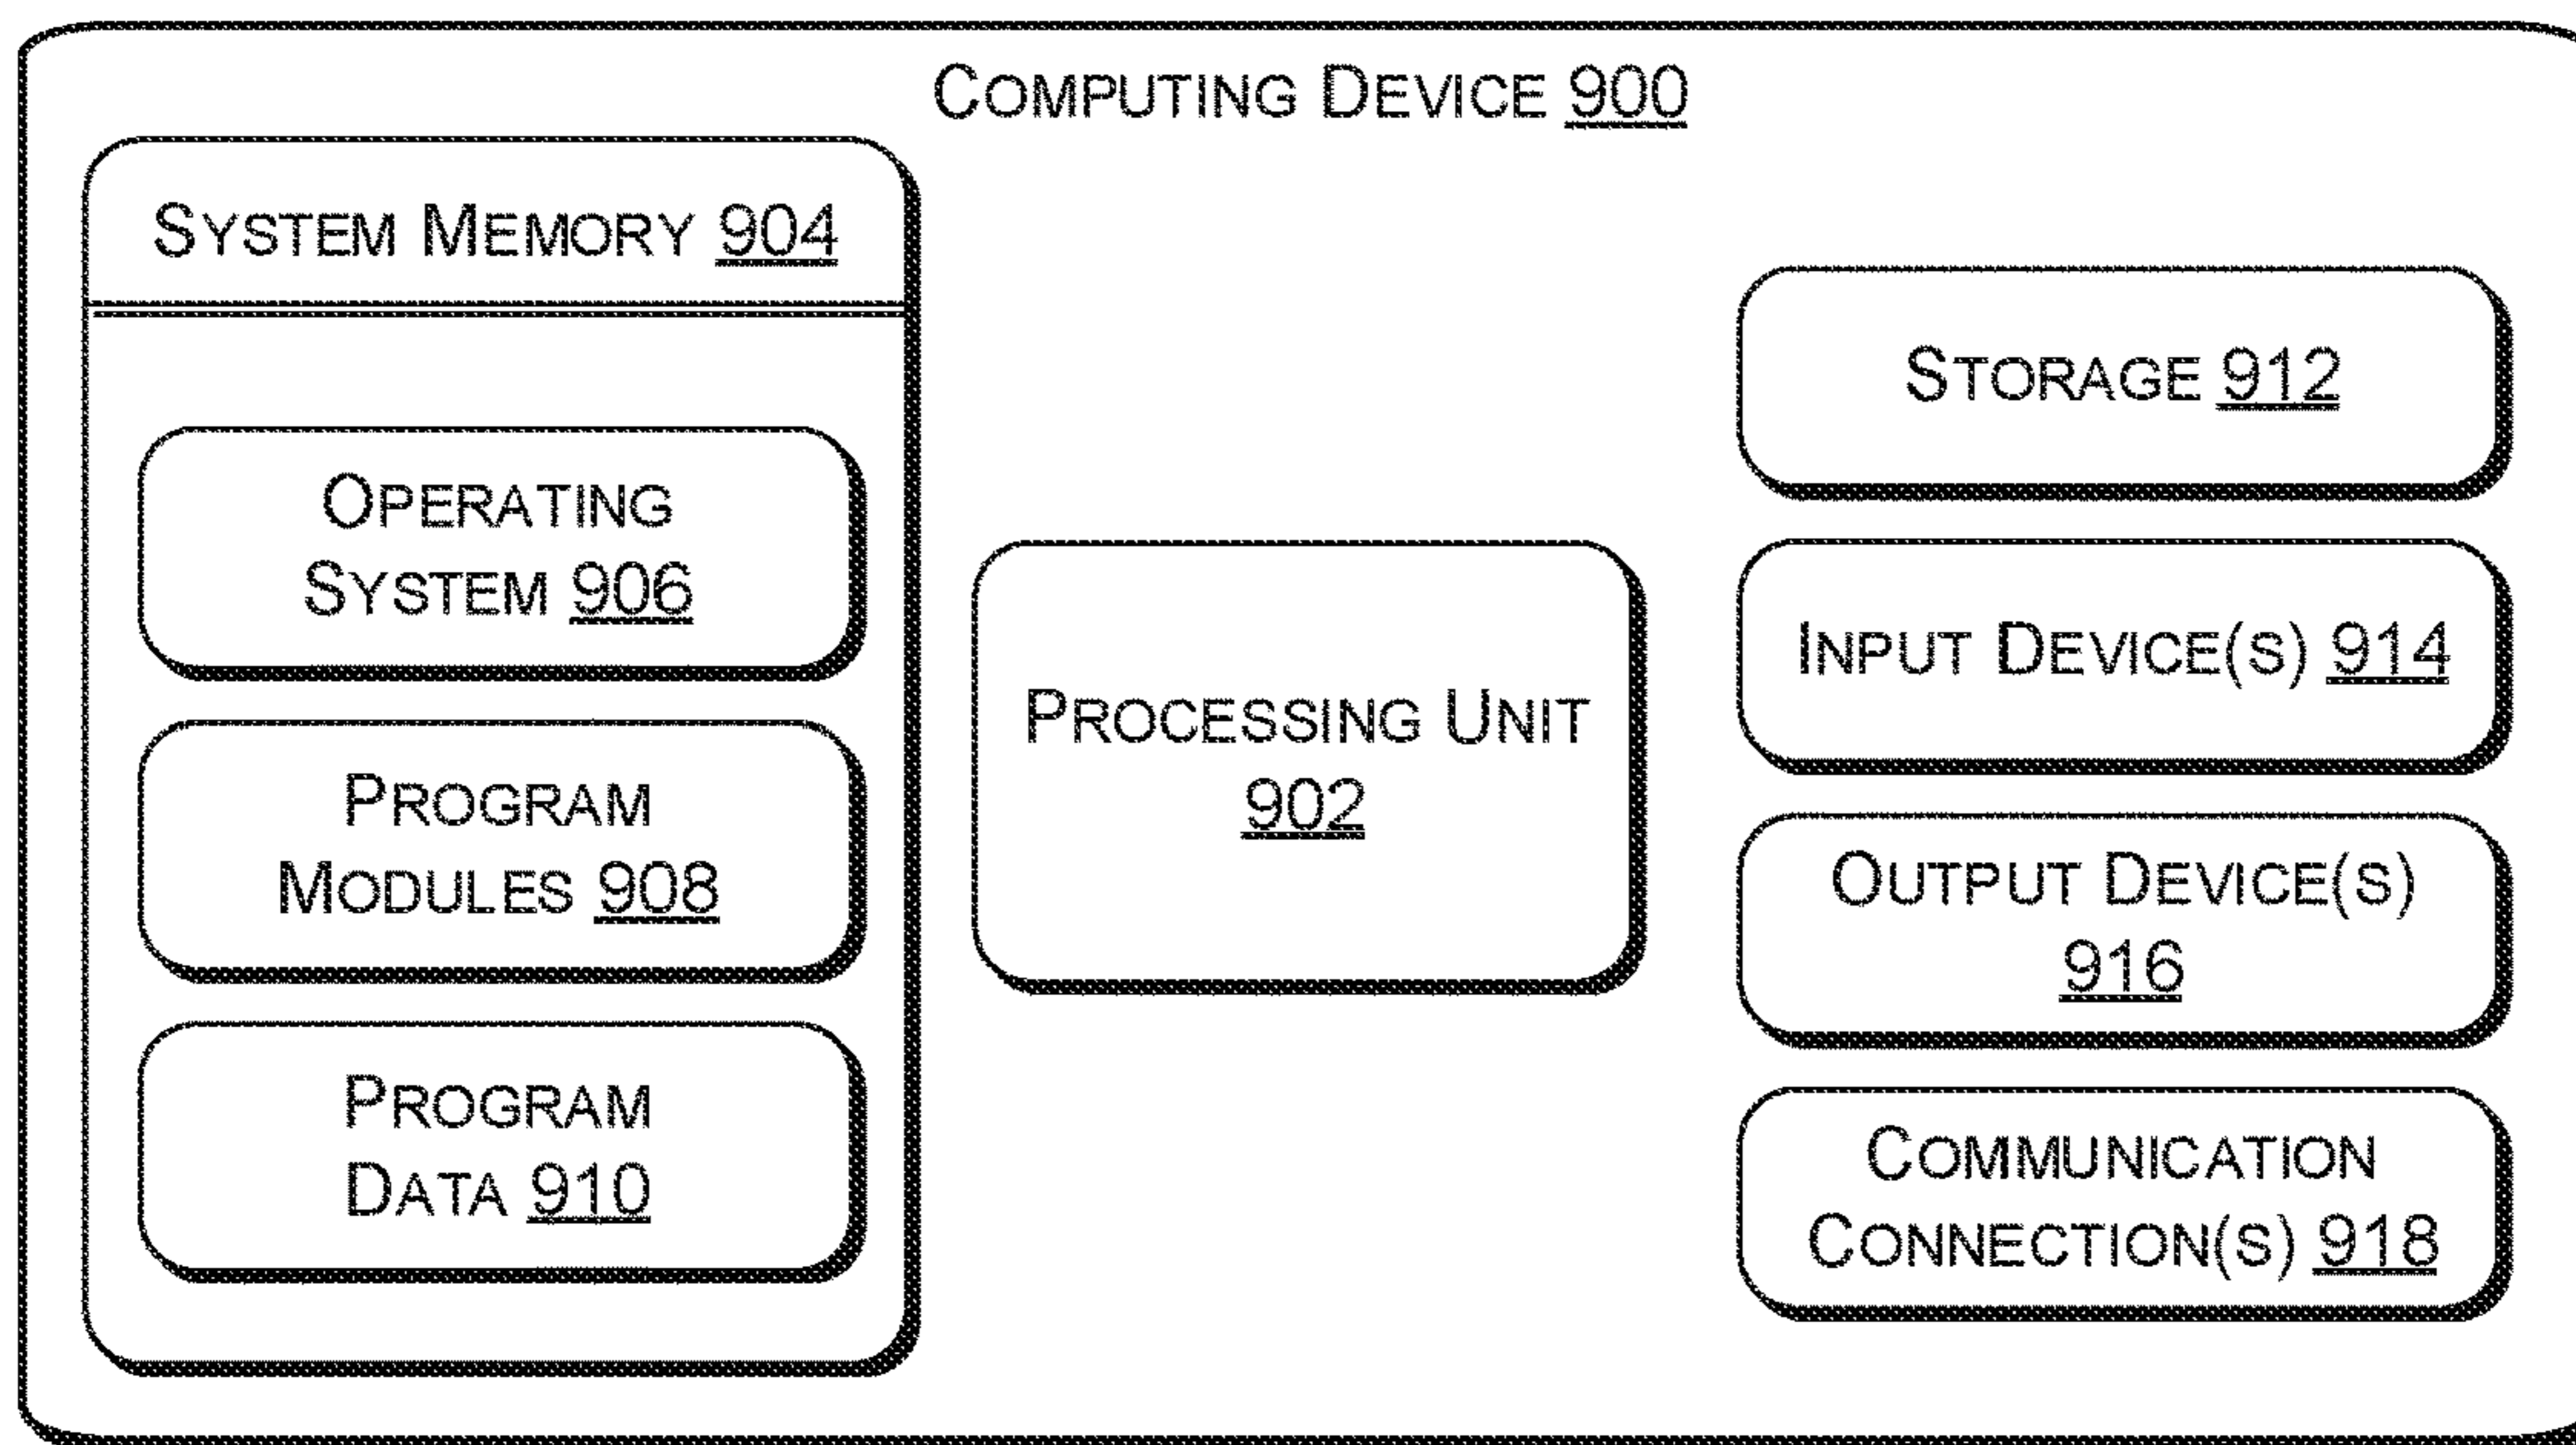 COMPUTING DEVICE 900
SYSTEM MEMORY 904
OPERATING
SYSTEM 906
PROGRAM
MODULES 908
PROGRAM
DATA 910
PROCESSING UNIT
902
STORAGE 912
INPUT DEVICE(S) 914
OUTPUT DEVICE(S)
916
COMMUNICATION
CONNECTION(S) 918